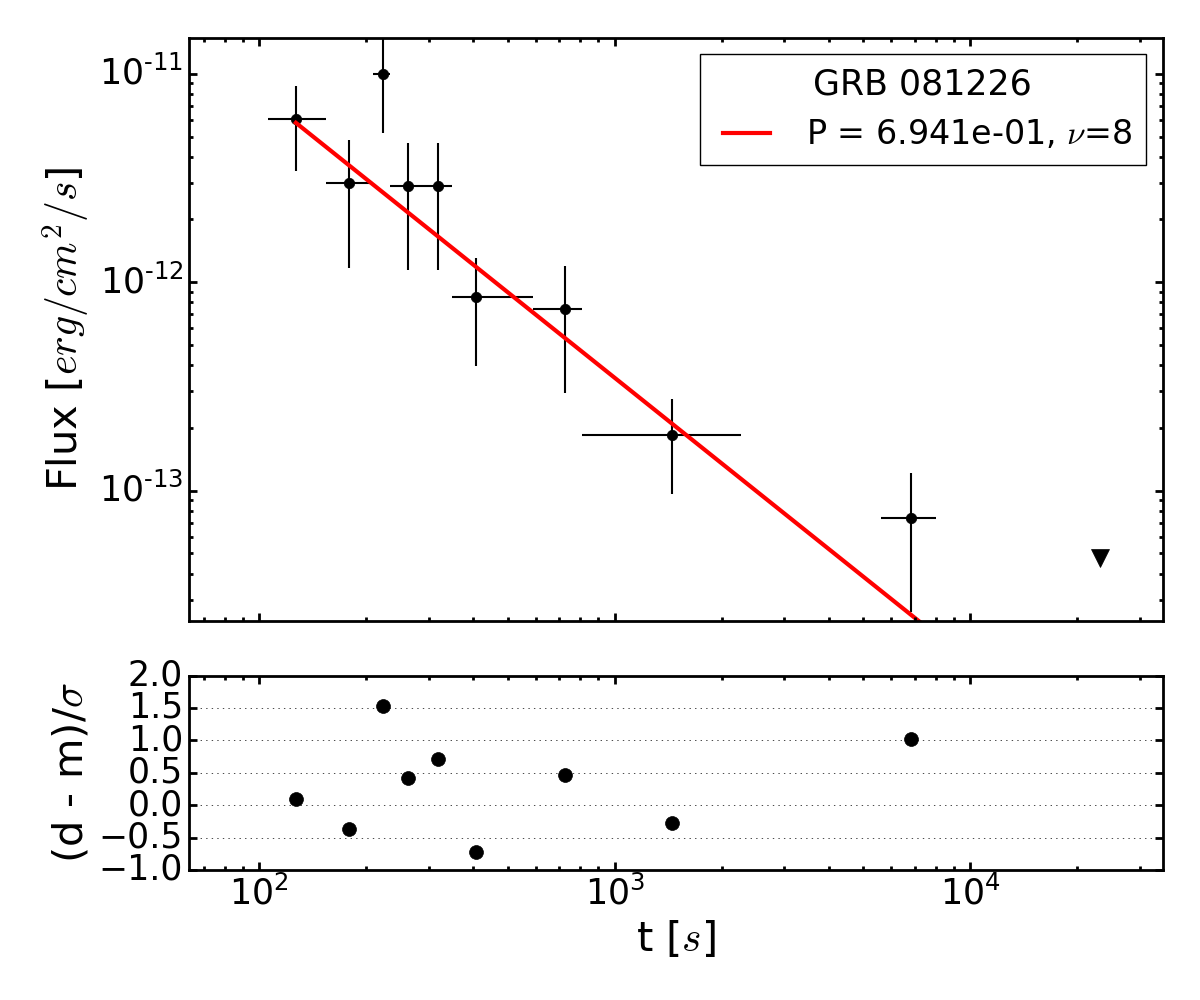 GRB 081226
P = 6.941e-01, ν=8
Flux [erg/cm²/s]
10⁻¹¹
10⁻¹²
10⁻¹³
(d - m)/σ
2.0
1.5
1.0
0.5
0.0
−0.5
−1.0
10² 10³ 10⁴
t [s]